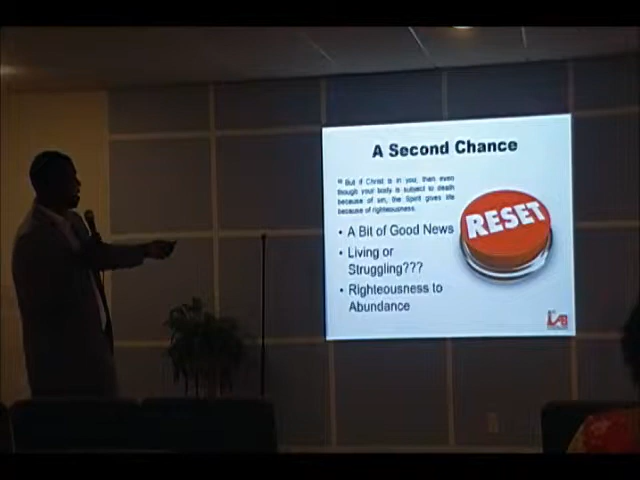 A Second Chance
" But if Christ is in you, then even
though your body is subject to death
because of sin, the Spirit gives life
because of righteousness.
• A Bit of Good News
• Living or
Struggling???
• Righteousness to
Abundance
RESET
LAB